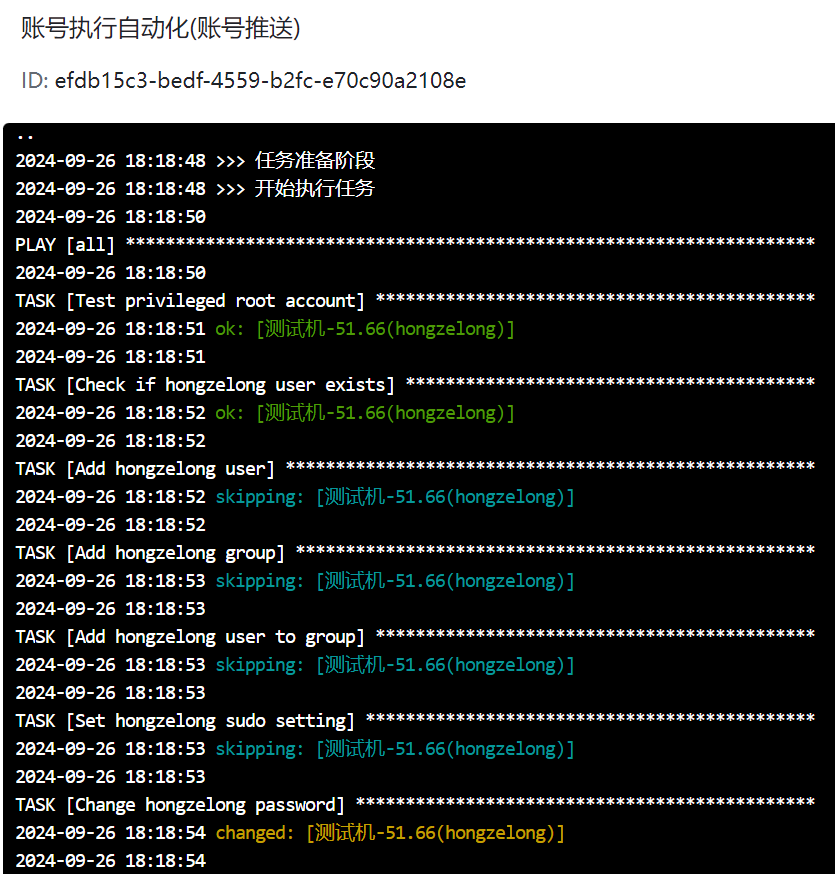 账号执行自动化(账号推送)
ID: efdb15c3-bedf-4559-b2fc-e70c90a2108e
..
2024-09-26 18:18:48 >>> 任务准备阶段
2024-09-26 18:18:48 >>> 开始执行任务
2024-09-26 18:18:50
PLAY [all] *********************************************************************
2024-09-26 18:18:50
TASK [Test privileged root account] ********************************************
2024-09-26 18:18:51 ok: [测试机-51.66(hongzelong)]
2024-09-26 18:18:51
TASK [Check if hongzelong user exists] *****************************************
2024-09-26 18:18:52 ok: [测试机-51.66(hongzelong)]
2024-09-26 18:18:52
TASK [Add hongzelong user] *****************************************************
2024-09-26 18:18:52 skipping: [测试机-51.66(hongzelong)]
2024-09-26 18:18:52
TASK [Add hongzelong group] ****************************************************
2024-09-26 18:18:53 skipping: [测试机-51.66(hongzelong)]
2024-09-26 18:18:53
TASK [Add hongzelong user to group] ********************************************
2024-09-26 18:18:53 skipping: [测试机-51.66(hongzelong)]
2024-09-26 18:18:53
TASK [Set hongzelong sudo setting] *********************************************
2024-09-26 18:18:53 skipping: [测试机-51.66(hongzelong)]
2024-09-26 18:18:53
TASK [Change hongzelong password] **********************************************
2024-09-26 18:18:54 changed: [测试机-51.66(hongzelong)]
2024-09-26 18:18:54